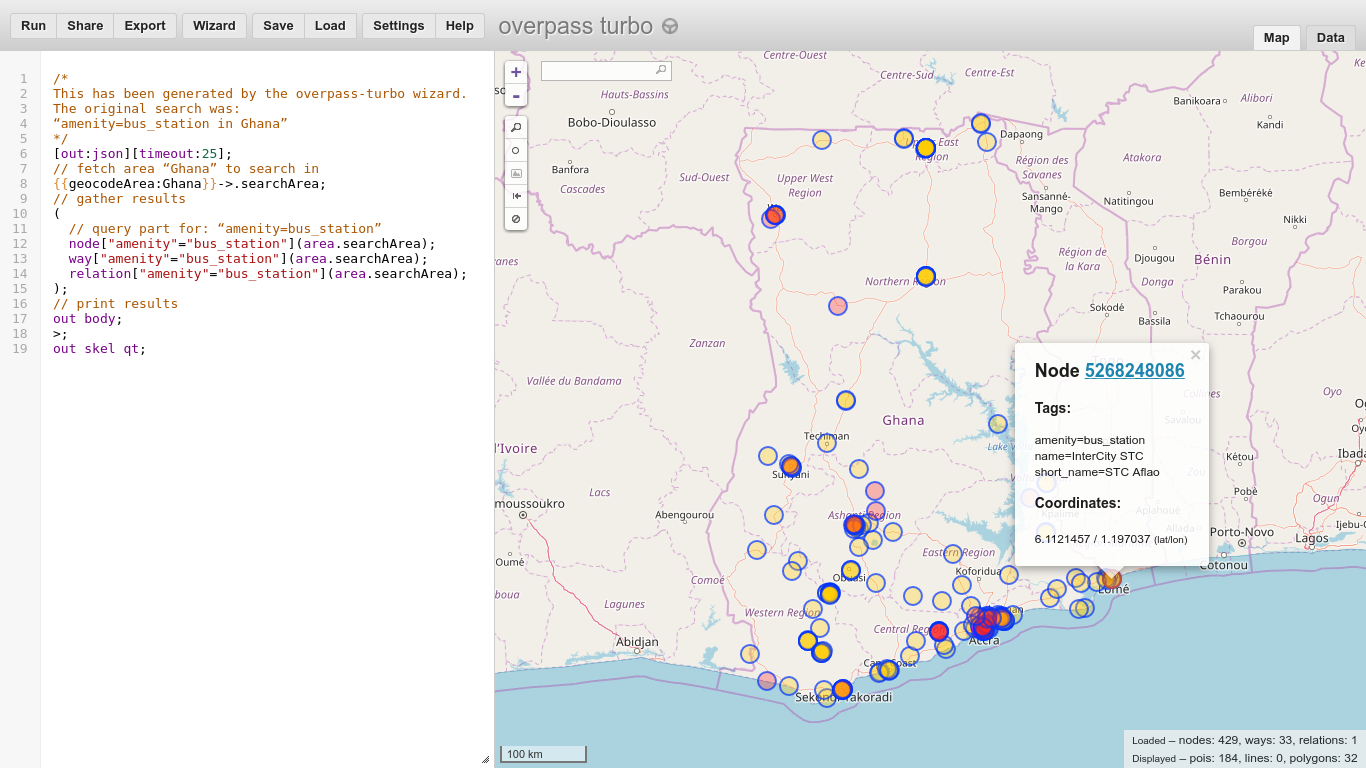 Run Share Export Wizard Save Load Settings Help overpass turbo
Map Data
1 /*
2 This has been generated by the overpass-turbo wizard.
3 The original search was:
4 “amenity=bus_station in Ghana”
5 */
6 [out:json][timeout:25];
7 // fetch area “Ghana” to search in
8 {{geocodeArea:Ghana}}->.searchArea;
9 // gather results
10 (
11 // query part for: “amenity=bus_station”
12 node["amenity"="bus_station"](area.searchArea);
13 way["amenity"="bus_station"](area.searchArea);
14 relation["amenity"="bus_station"](area.searchArea);
15 );
16 // print results
17 out body;
18 >;
19 out skel qt;
+
-
Centre-Ouest
Centre-Sud
Centre-Est
Hauts-Bassins
Bobo-Dioulasso
Banikoara
Alibori
Kandi
Dapaong
East
Region
Banfora
Cascades
Sud-Ouest
Upper West
Region
Région des
Savanes
Atakora
Sansanné-
Mango
Natitingou
Bembéréké
Nikki
Borgou
Bénin
Région de
la Kara
Djougou
Donga
Parakou
Northern
Sokodé
Bassila
Tchaourou
Zanzan
Vallée du Bandama
Ghana
Togo
Collines
Savalou
Oyo
Techiman
Lake
l'Ivoire
Lacs
moussoukro
Abengourou
Ashanti Region
Kétou
Pobè
Zou
Aplahoué
Allada
Ogun
Porto-Novo
Lagos
Cotonou
Oumé
Comoé
Eastern Region
Koforidua
Obuasi
Lomé
Lagunes
Western Region
Central Region
Accra
Abidjan
Cape Coast
Sekondi-Takoradi
Node 5268248086 ×
Tags:
amenity=bus_station
name=InterCity STC
short_name=STC Aflao
Coordinates:
6.1121457 / 1.197037 (lat/lon)
100 km
Loaded – nodes: 429, ways: 33, relations: 1
Displayed – pois: 184, lines: 0, polygons: 32